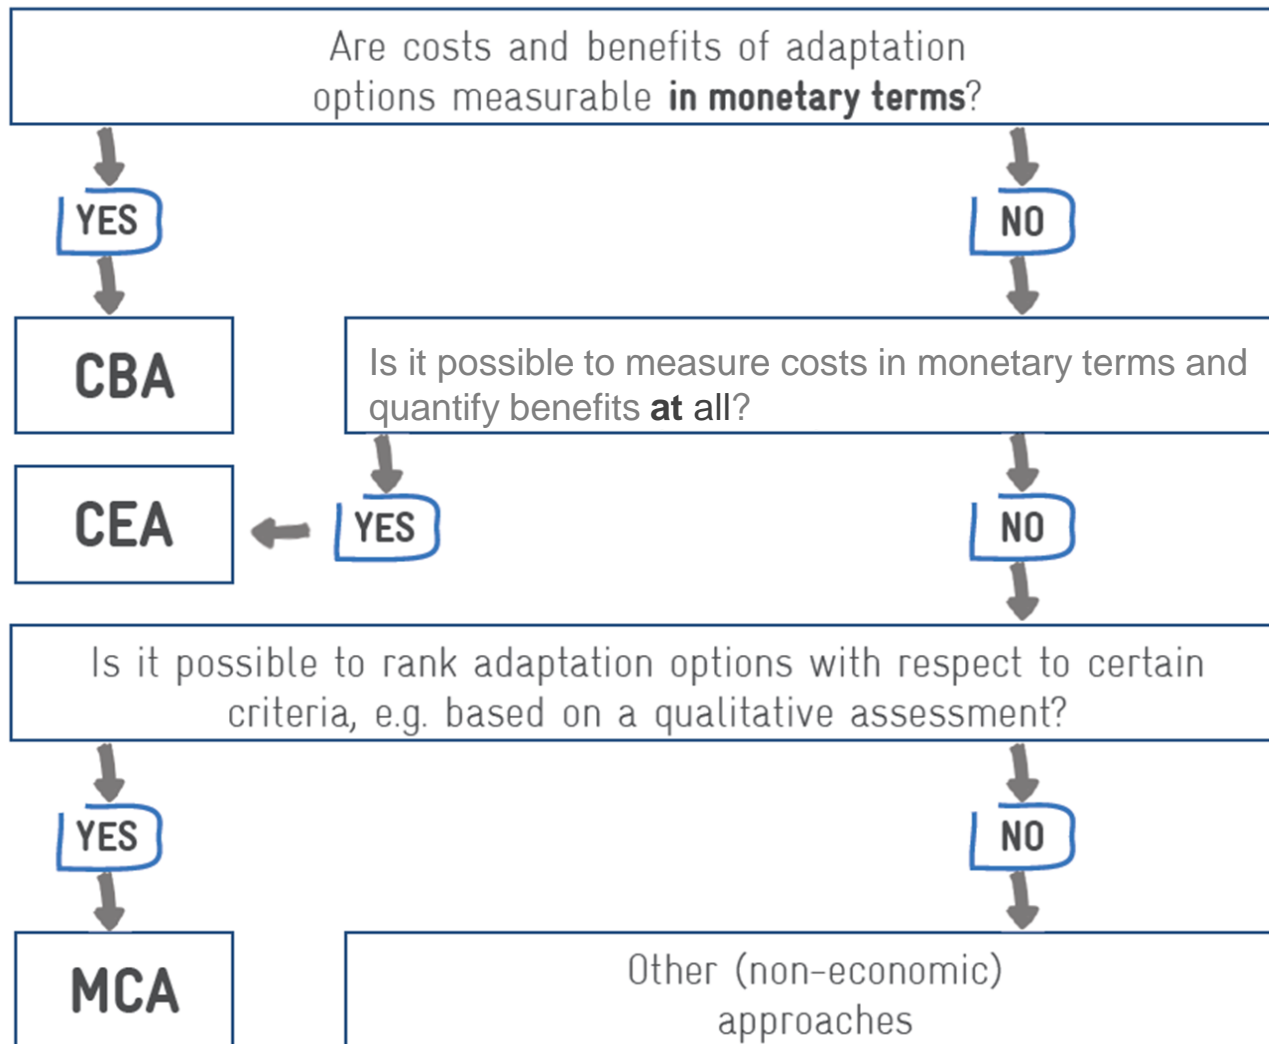 Are costs and benefits of adaptation
options measurable in monetary terms?
YES
NO
CBA
Is it possible to measure costs in monetary terms and
quantify benefits at all?
CEA
YES
NO
Is it possible to rank adaptation options with respect to certain
criteria, e.g. based on a qualitative assessment?
YES
NO
MCA
Other (non-economic)
approaches